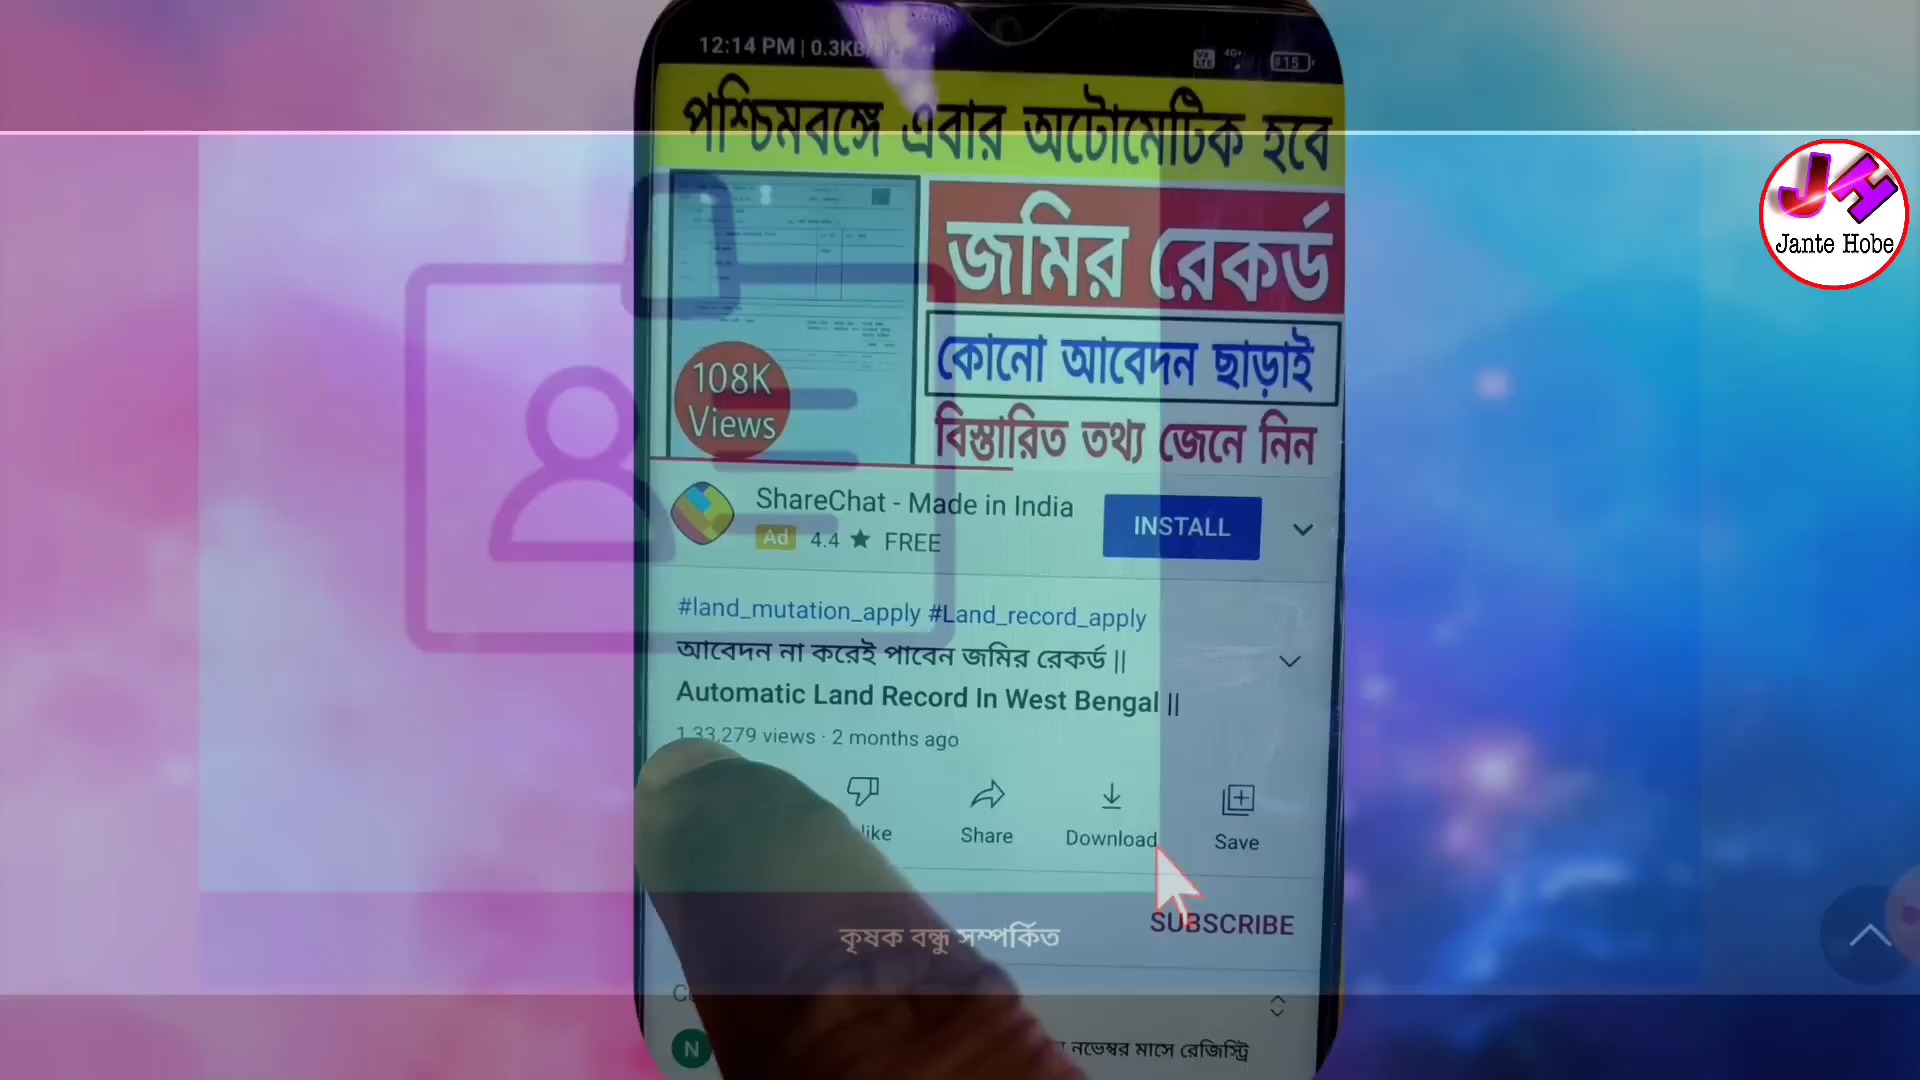 12:14 PM | 0.3KB
4G+
15
পশ্চিমবঙ্গে এবার অটোমেটিক হবে
জমির রেকর্ড
কোনো আবেদন ছাড়াই
বিস্তারিত তথ্য জেনে নিন
108K
Views
JH
Jante Hobe
ShareChat - Made in India
INSTALL
Ad 4.4 ★ FREE
#land_mutation_apply #Land_record_apply
আবেদন না করেই পাবেন জমির রেকর্ড ||
Automatic Land Record In West Bengal ||
1,33,279 views · 2 months ago
Share
Download
Save
SUBSCRIBE
কৃষক বন্ধু সম্পর্কিত
N
নভেম্বর মাসে রেজিস্ট্রি